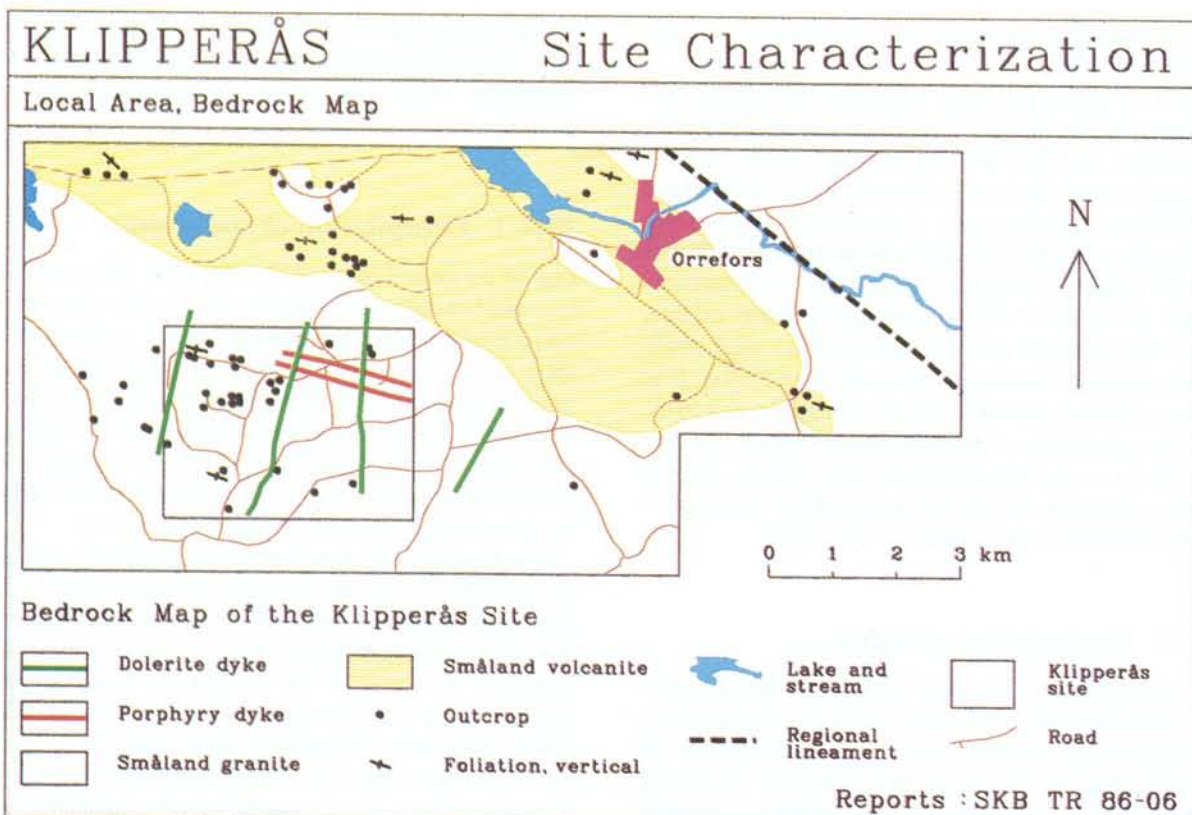 KLIPPERÅS Site Characterization
Local Area, Bedrock Map
Orrefors
N
0 1 2 3 km
Bedrock Map of the Klipperås Site
Dolerite dyke
Porphyry dyke
Småland granite
Småland volcanite
Outcrop
Foliation, vertical
Lake and
stream
Regional
lineament
Klipperås
site
Road
Reports : SKB TR 86-06